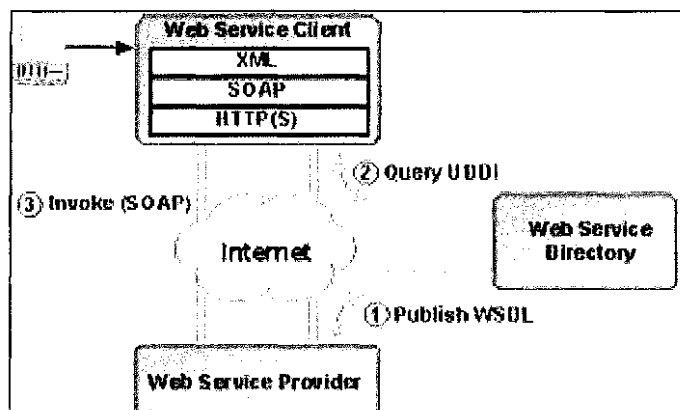 Web Service Client
XML
SOAP
HTTP(S)
② Query UDDI
③ Invoke (SOAP)
Internet
Web Service
Directory
① Publish WSDL
Web Service Provider